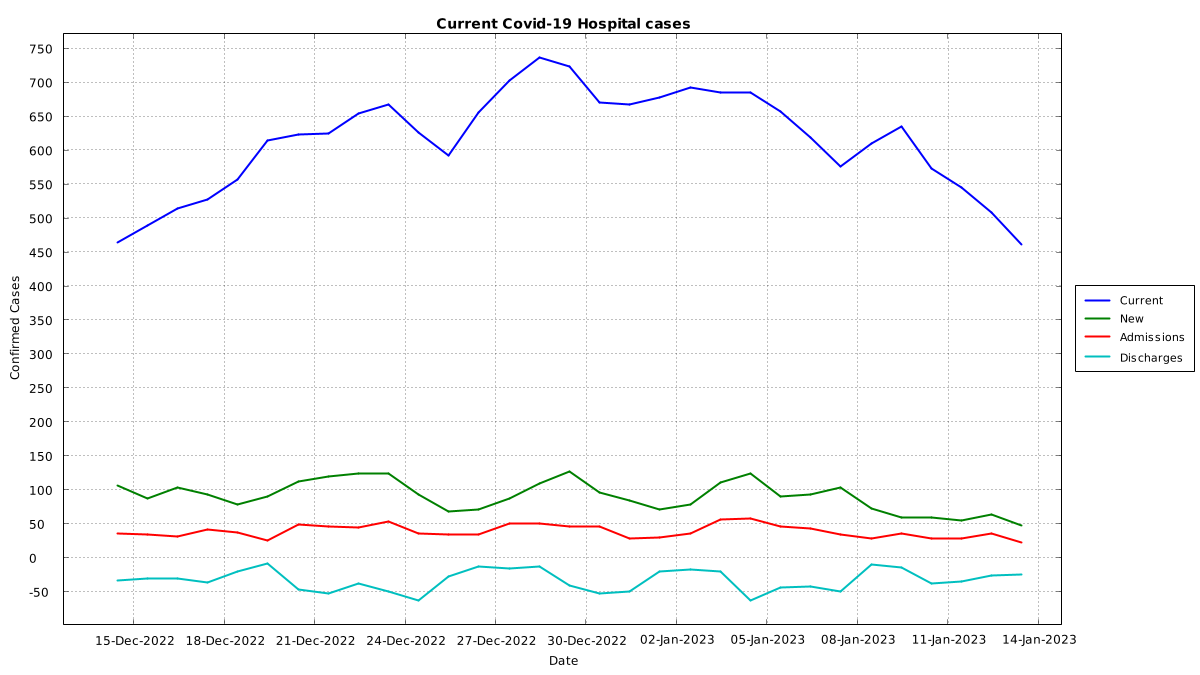 Current Covid-19 Hospital cases
750
700
650
600
550
500
450
400
350
300
250
200
150
100
50
0
-50
Confirmed Cases
15-Dec-2022 18-Dec-2022 21-Dec-2022 24-Dec-2022 27-Dec-2022 30-Dec-2022 02-Jan-2023 05-Jan-2023 08-Jan-2023 11-Jan-2023 14-Jan-2023
Date
Current
New
Admissions
Discharges